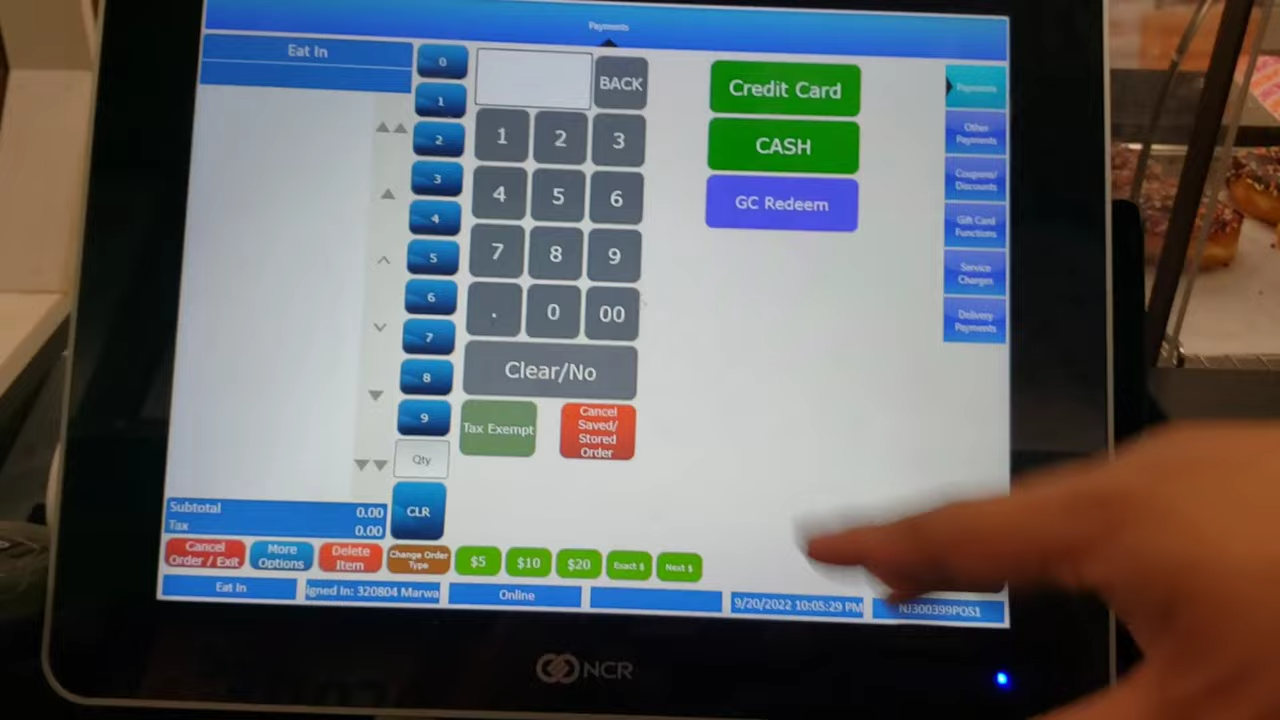 Payments
Eat In
0
1
2
3
4
5
6
7
8
9
Qty
CLR
BACK
1 2 3
4 5 6
7 8 9
. 0 00
Clear/No
Tax Exempt
Cancel
Saved/
Stored
Order
Credit Card
CASH
GC Redeem
Payments
Other
Payments
Coupons/
Discounts
Gift Card
Functions
Service
Charges
Delivery
Payments
Subtotal 0.00
Tax 0.00
Cancel
Order / Exit
More
Options
Delete
Item
Change Order
Type
$5
$10
$20
Exact $
Next $
Eat In
igned In: 320804 Marwa
Online
9/20/2022 10:05:29 PM
NJ300399POS1
NCR